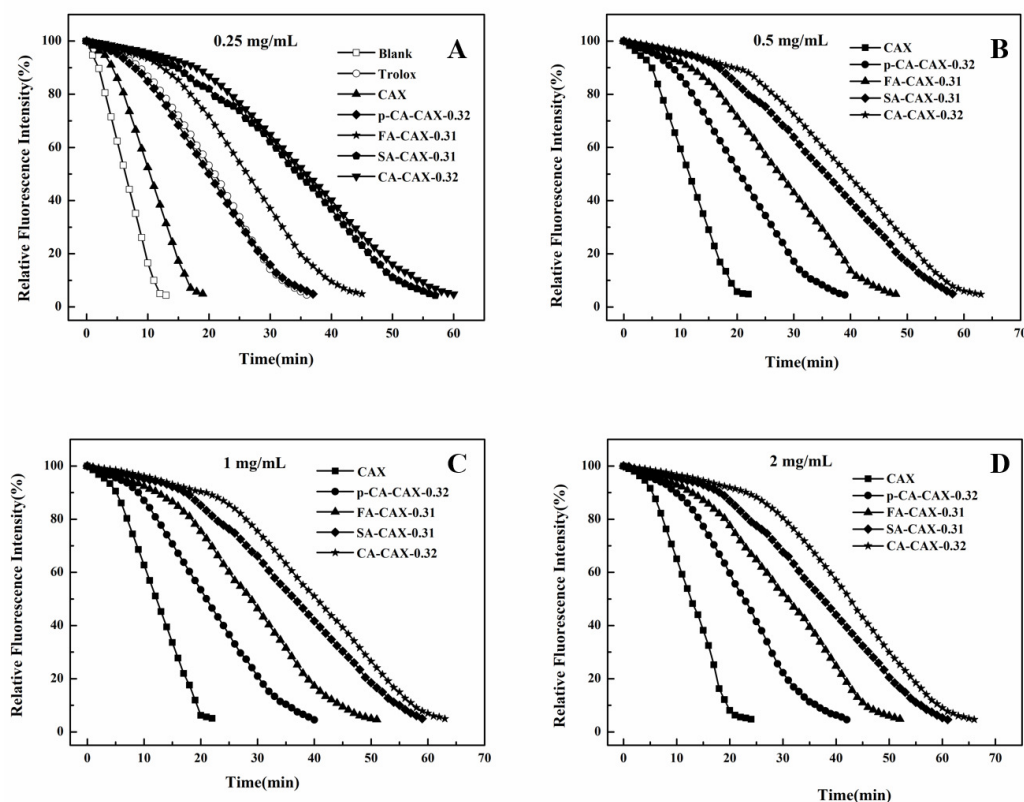 0.25 mg/mL
A
Blank
Trolox
CAX
p-CA-CAX-0.32
FA-CAX-0.31
SA-CAX-0.31
CA-CAX-0.32
Relative Fluorescence Intensity(%)
100
80
60
40
20
0
0 10 20 30 40 50 60
Time(min)
0.5 mg/mL
B
CAX
p-CA-CAX-0.32
FA-CAX-0.31
SA-CAX-0.31
CA-CAX-0.32
Relative Fluorescence Intensity(%)
100
80
60
40
20
0
0 10 20 30 40 50 60 70
Time(min)
1 mg/mL
C
CAX
p-CA-CAX-0.32
FA-CAX-0.31
SA-CAX-0.31
CA-CAX-0.32
Relative Fluorescence Intensity(%)
100
80
60
40
20
0
0 10 20 30 40 50 60 70
Time(min)
2 mg/mL
D
CAX
p-CA-CAX-0.32
FA-CAX-0.31
SA-CAX-0.31
CA-CAX-0.32
Relative Fluorescence Intensity(%)
100
80
60
40
20
0
0 10 20 30 40 50 60 70
Time(min)